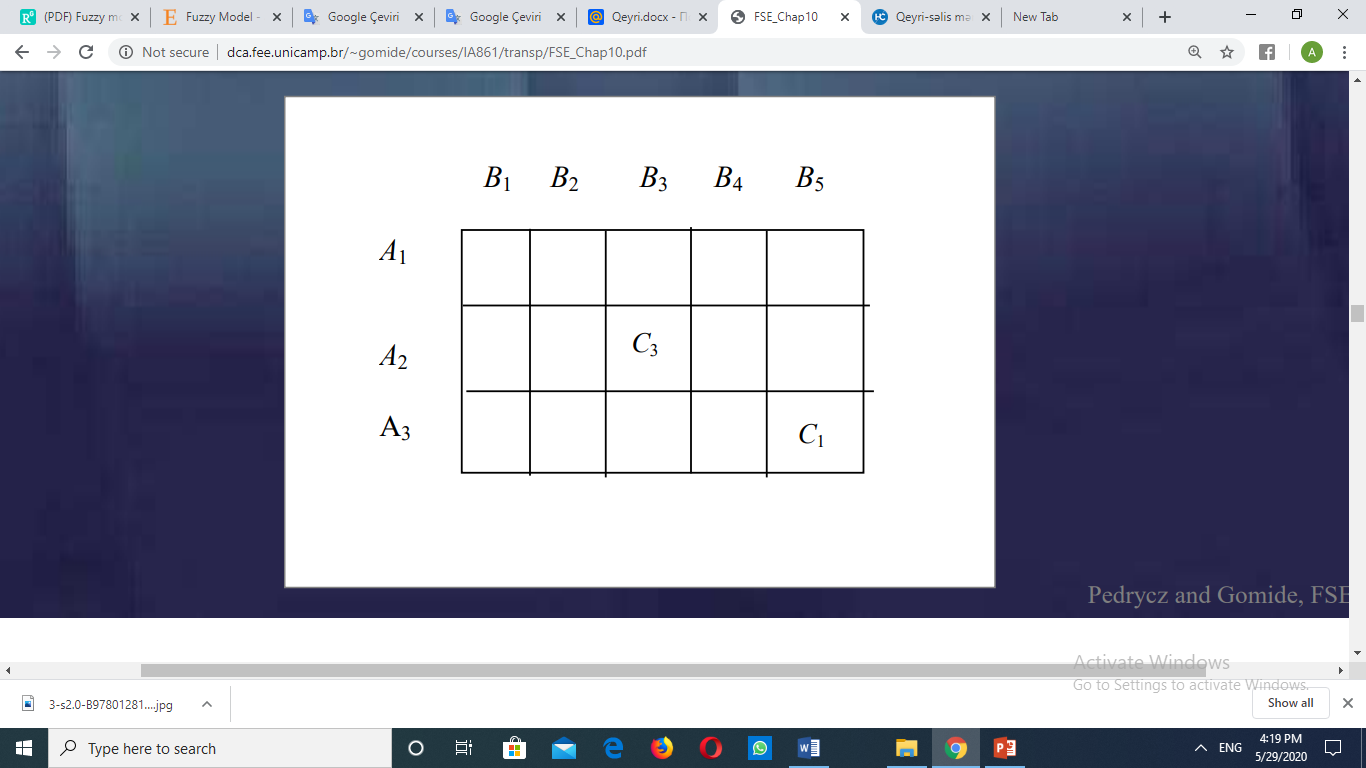 (PDF) Fuzzy m
Fuzzy Model -
Google Çeviri
Google Çeviri
Qeyri.docx -
FSE_Chap10
Qeyri-səlis mə
New Tab
Not secure
dca.fee.unicamp.br/~gomide/courses/IA861/transp/FSE_Chap10.pdf
A
B1 B2 B3 B4 B5
A1
A2 C3
A3 C1
Pedrycz and Gomide, FSE
Activate Windows
Go to Settings to activate Windows.
3-s2.0-B97801281....jpg
Show all
Type here to search
ENG
4:19 PM
5/29/2020